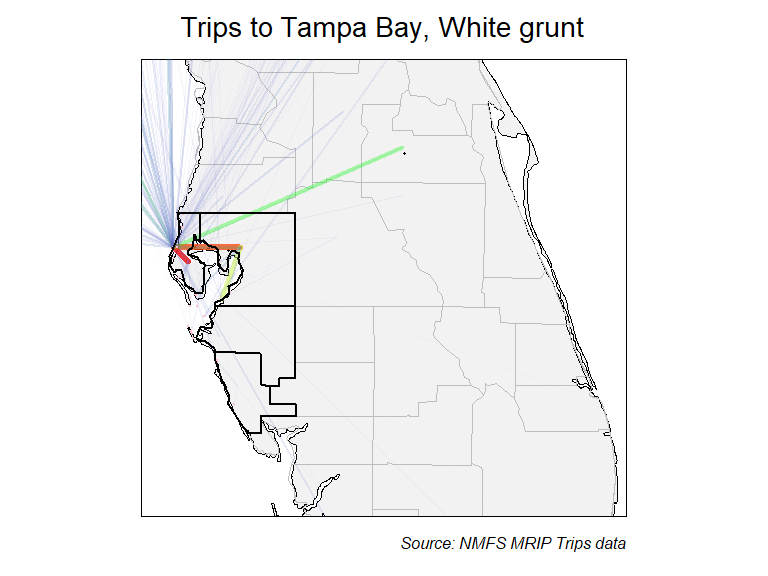 Trips to Tampa Bay, White grunt
Source: NMFS MRIP Trips data